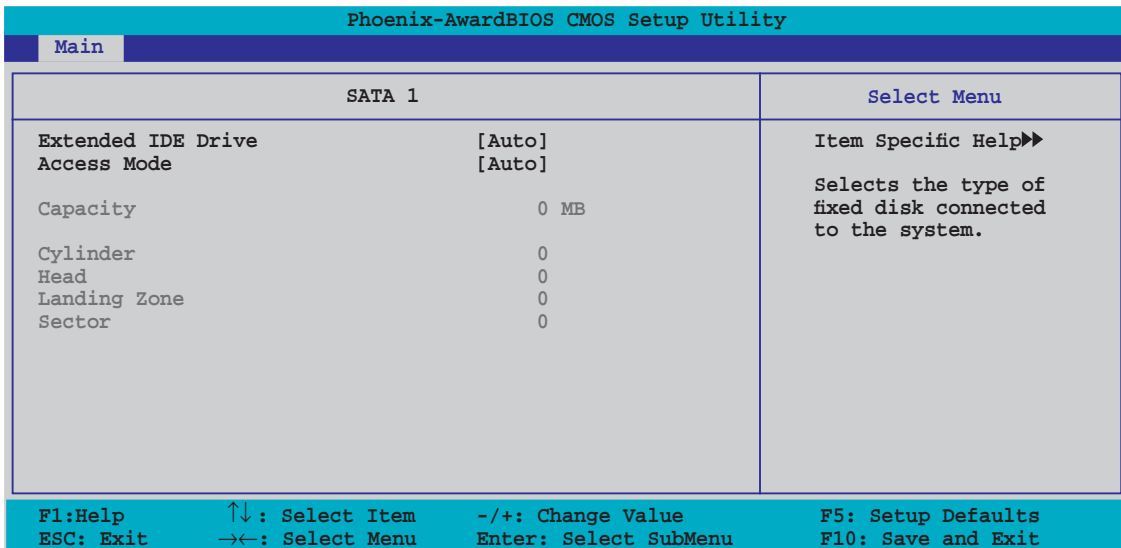 Phoenix-AwardBIOS CMOS Setup Utility
Main
SATA 1
Select Menu
Extended IDE Drive [Auto]
Access Mode [Auto]
Capacity 0 MB
Cylinder 0
Head 0
Landing Zone 0
Sector 0
Item Specific Help▶▶
Selects the type of
fixed disk connected
to the system.
F1:Help ↑↓: Select Item -/+: Change Value F5: Setup Defaults
ESC: Exit →←: Select Menu Enter: Select SubMenu F10: Save and Exit